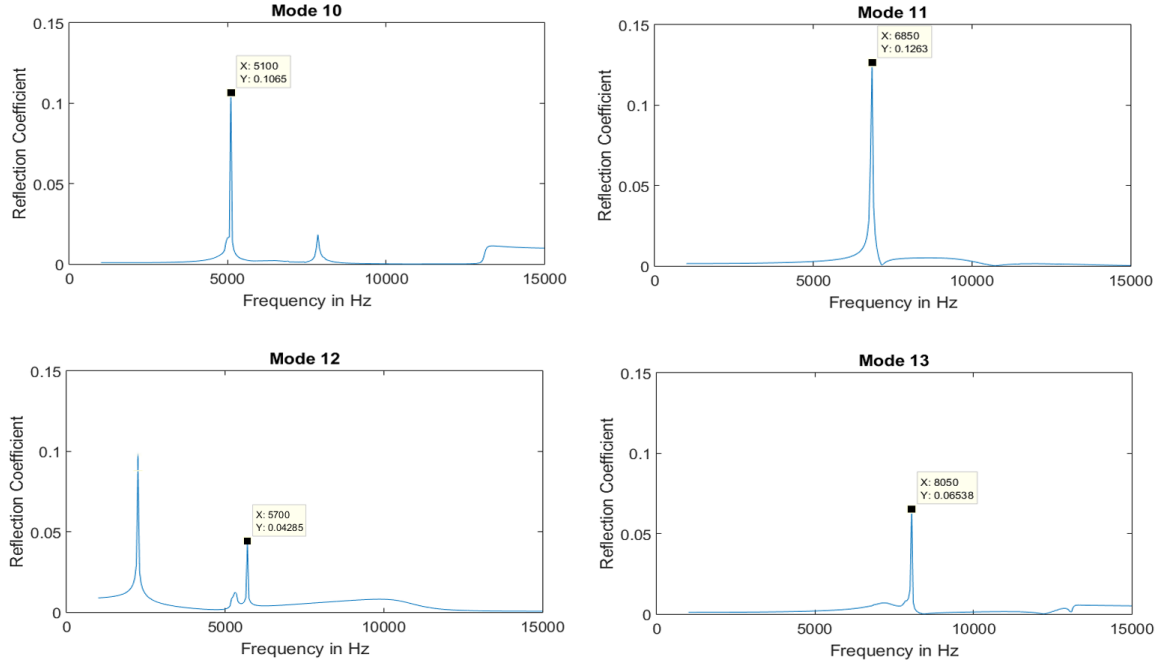 Mode 10
0.15
0.1
0.05
0
Reflection Coefficient
X: 5100
Y: 0.1065
0 5000 10000 15000
Frequency in Hz
Mode 11
0.15
0.1
0.05
0
Reflection Coefficient
X: 6850
Y: 0.1263
5000 10000 15000
Frequency in Hz
Mode 12
0.15
0.1
0.05
0
Reflection Coefficient
X: 5700
Y: 0.04285
0 5000 10000 15000
Frequency in Hz
Mode 13
0.15
0.1
0.05
0
Reflection Coefficient
X: 8050
Y: 0.06538
0 5000 10000 15000
Frequency in Hz